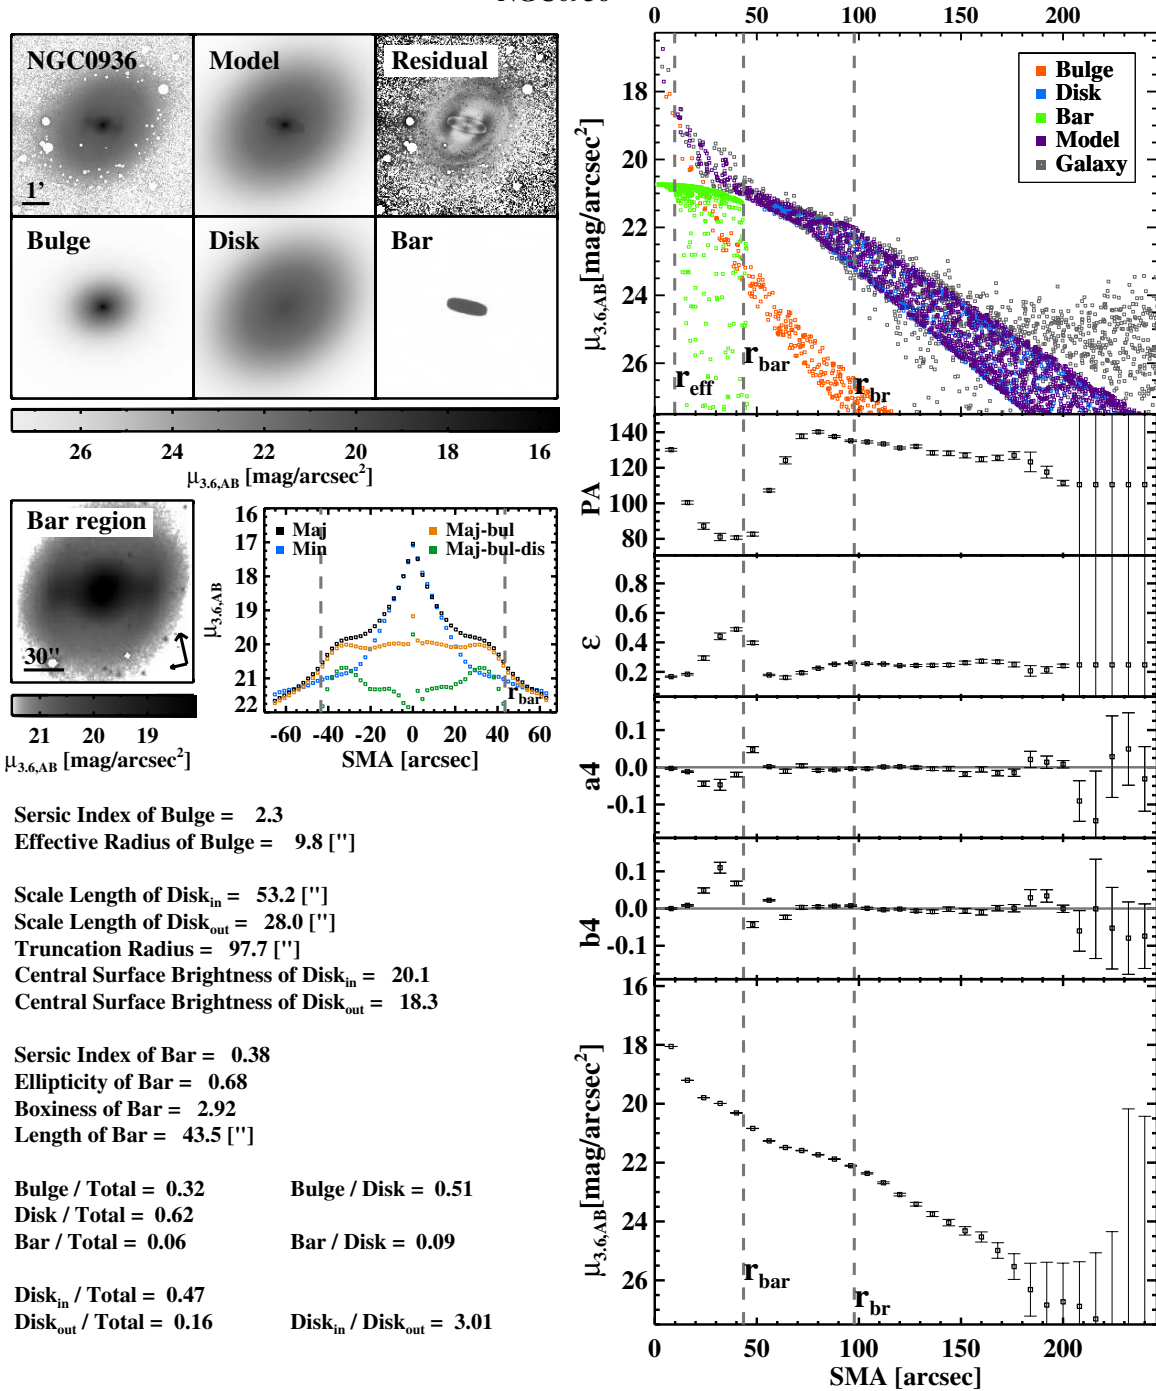 NGC0936
NGC0936 Model Residual
1'
Bulge Disk Bar
26 24 22 20 18 16
μ3.6,AB [mag/arcsec2]
Bar region
30"
21 20 19
μ3.6,AB [mag/arcsec2]
16
17
18
19
20
21
22
μ3.6,AB
Maj Maj-bul
Min Maj-bul-dis
rbar
-60 -40 -20 0 20 40 60
SMA [arcsec]
Sersic Index of Bulge = 2.3
Effective Radius of Bulge = 9.8 ["]
Scale Length of Diskin = 53.2 ["]
Scale Length of Diskout = 28.0 ["]
Truncation Radius = 97.7 ["]
Central Surface Brightness of Diskin = 20.1
Central Surface Brightness of Diskout = 18.3
Sersic Index of Bar = 0.38
Ellipticity of Bar = 0.68
Boxiness of Bar = 2.92
Length of Bar = 43.5 ["]
Bulge / Total = 0.32 Bulge / Disk = 0.51
Disk / Total = 0.62
Bar / Total = 0.06 Bar / Disk = 0.09
Diskin / Total = 0.47
Diskout / Total = 0.16 Diskin / Diskout = 3.01
0 50 100 150 200
18
20
22
24
26
μ3.6,AB[mag/arcsec2]
Bulge
Disk
Bar
Model
Galaxy
reff
rbar
rbr
140
120
100
80
PA
0.8
0.6
0.4
0.2
ε
0.1
0.0
-0.1
a4
0.1
0.0
-0.1
b4
16
18
20
22
24
26
μ3.6,AB[mag/arcsec2]
rbar
rbr
0 50 100 150 200
SMA [arcsec]